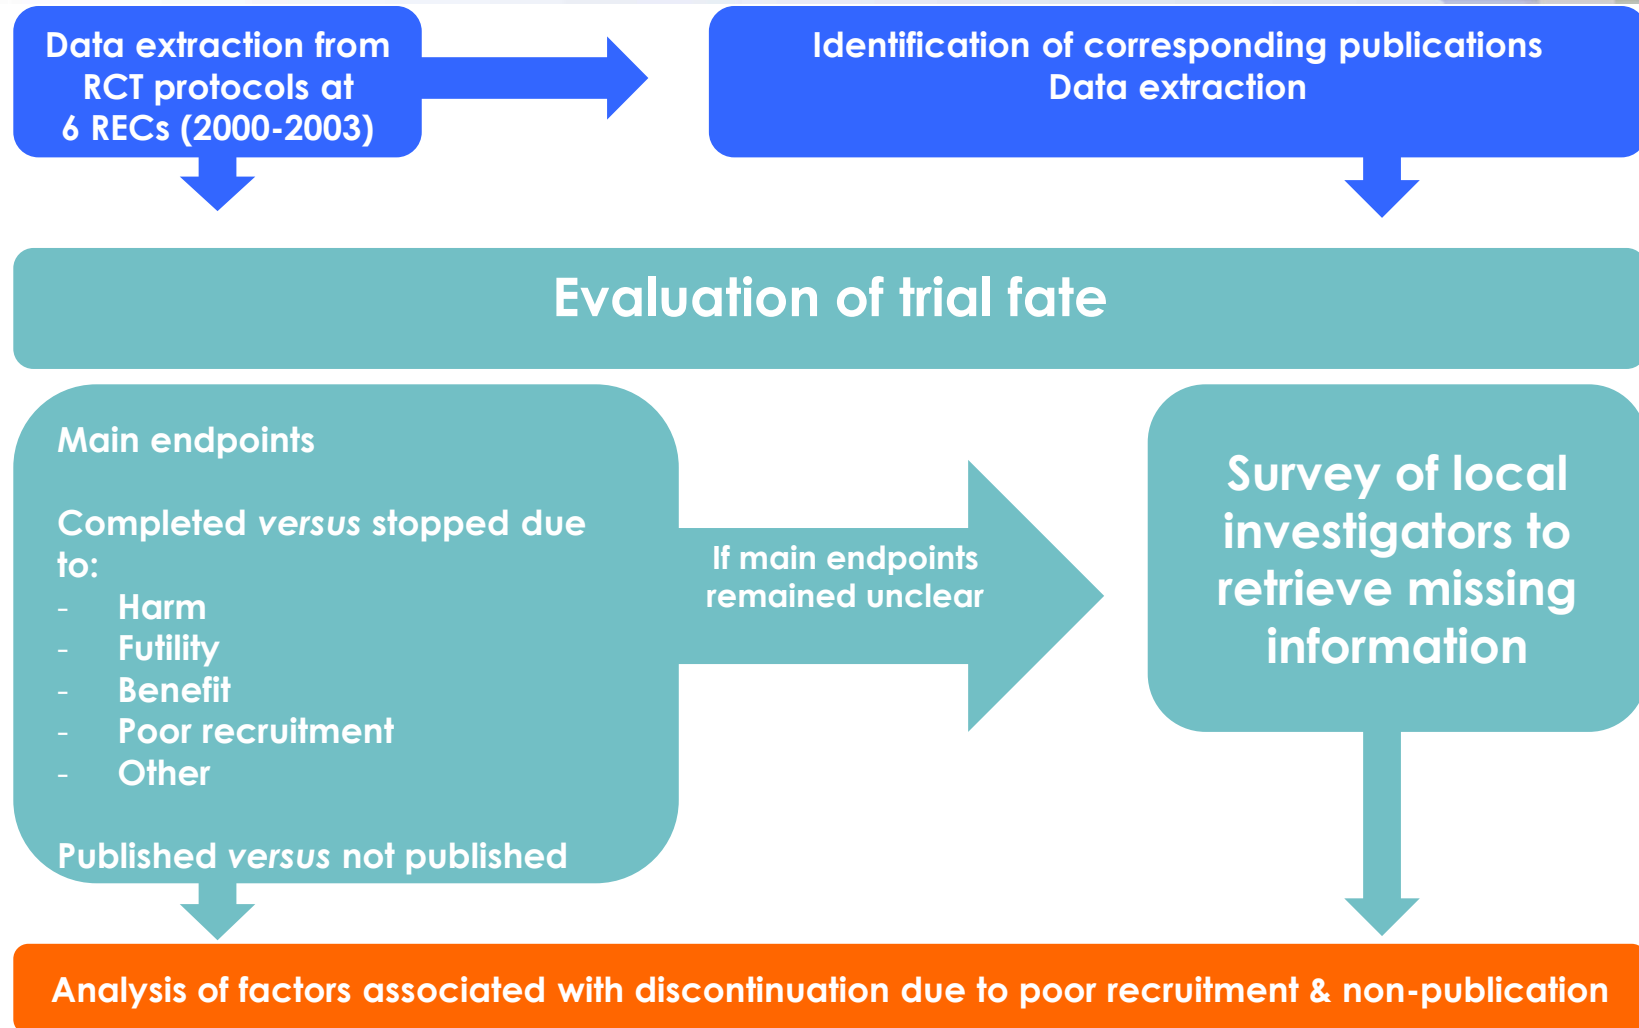 Data extraction from
RCT protocols at
6 RECs (2000-2003)
Identification of corresponding publications
Data extraction
Evaluation of trial fate
Main endpoints
Completed versus stopped due
to:
- Harm
- Futility
- Benefit
- Poor recruitment
- Other
Published versus not published
If main endpoints
remained unclear
Survey of local
investigators to
retrieve missing
information
Analysis of factors associated with discontinuation due to poor recruitment & non-publication